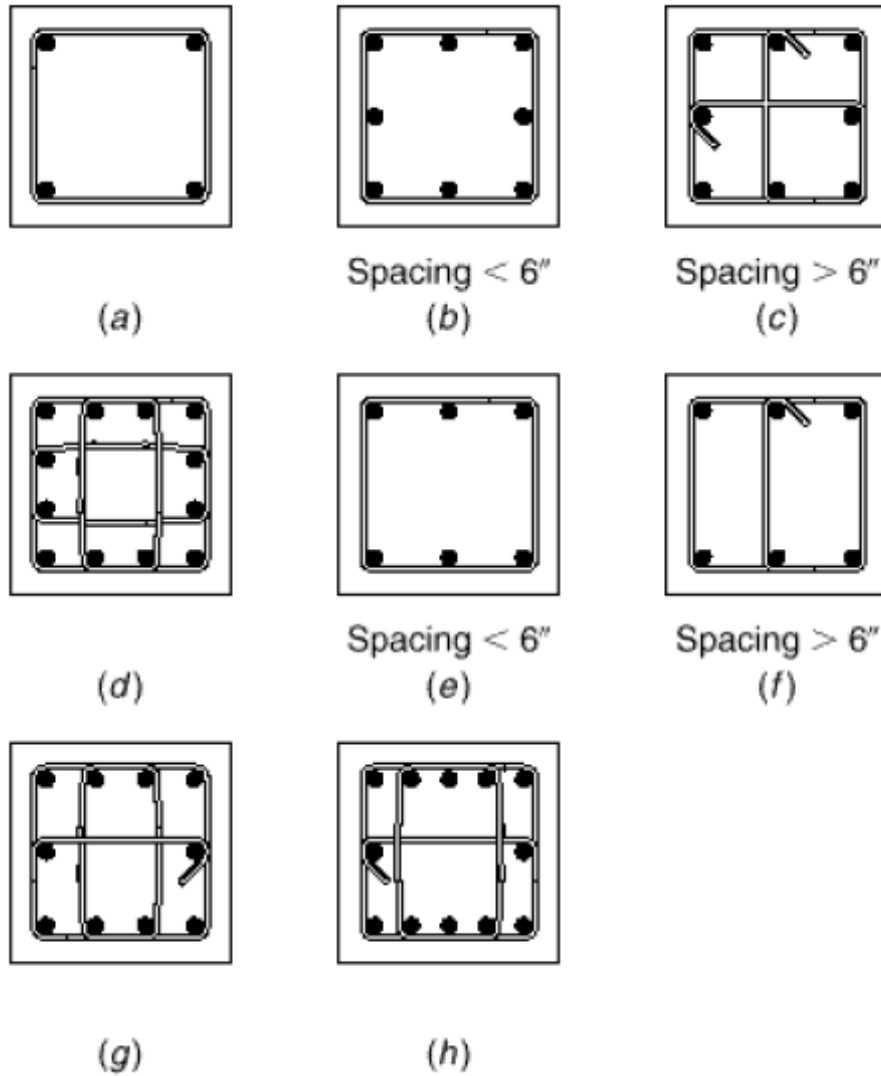 Spacing < 6″ Spacing > 6″
(a) (b) (c)
Spacing < 6″ Spacing > 6″
(d) (e) (f)
(g) (h)